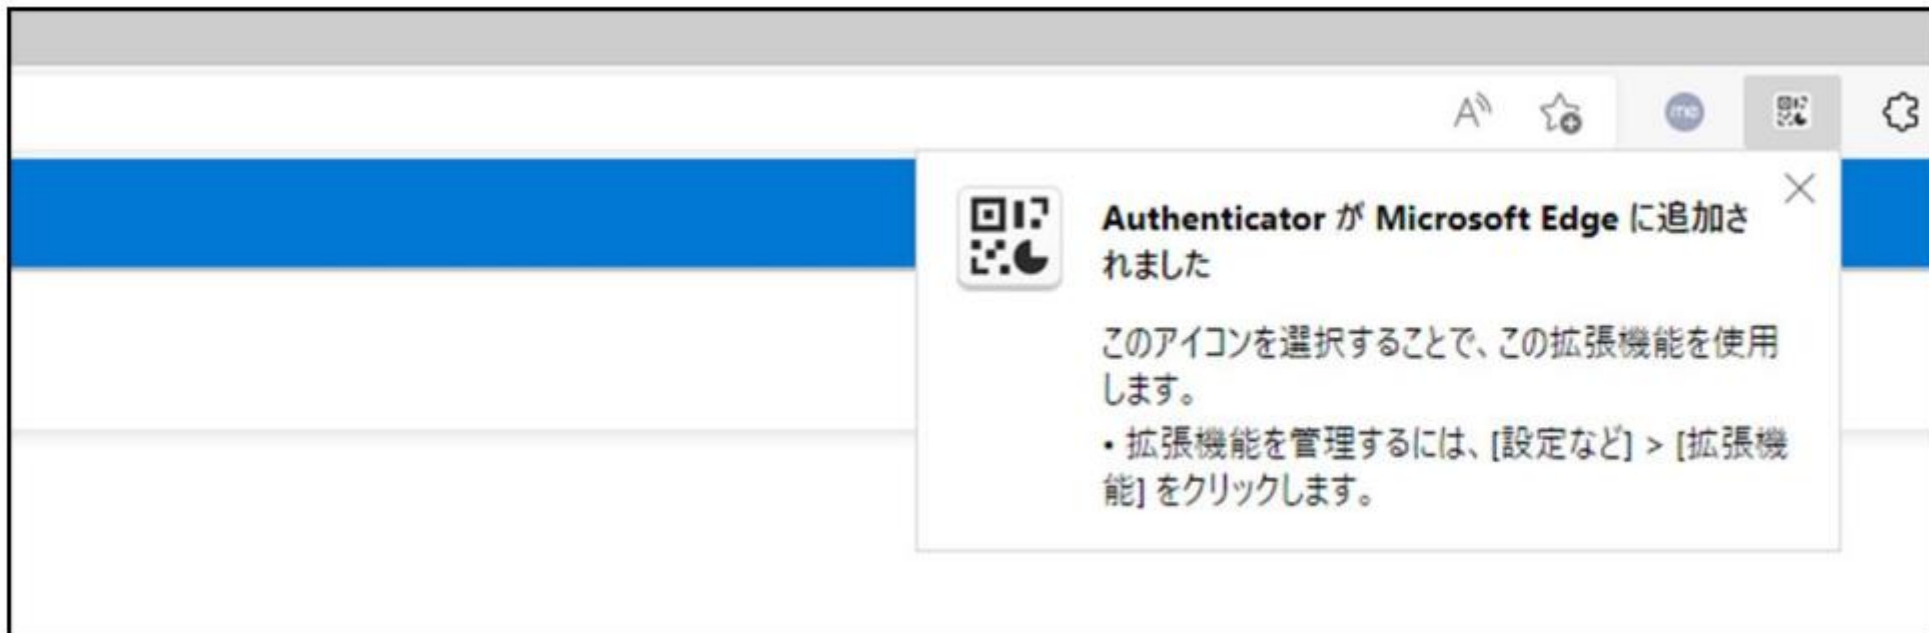 A
mc
Authenticator が Microsoft Edge に追加さ
れました
このアイコンを選択することで、この拡張機能を使用
します。
• 拡張機能を管理するには、[設定など] > [拡張機
能] をクリックします。